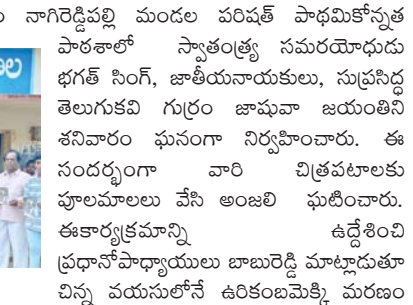 నాగిరెడ్డిపల్లి మండల పరిషత్ పాథమికోన్నత
పాఠశాలో స్వాతంత్ర్య సమరయోధుడు
భగత్ సింగ్, జాతీయనాయకులు, సుప్రసిద్ధ
తెలుగుకవి గుర్రం జాషువా జయంతిని
శనివారం ఘనంగా నిర్వహించారు. ఈ
సందర్భంగా వారి చిత్రపటాలకు
పూలమాలలు వేసి అంజలి ఘటించారు.
ఈకార్యక్రమాన్ని ఉద్దేశించి
ప్రధానోపాధ్యాయులు బాబురెడ్డి మాట్లాడుతూ
చిన్న వయసులోనే ఉరికంబమెక్కి మరణం